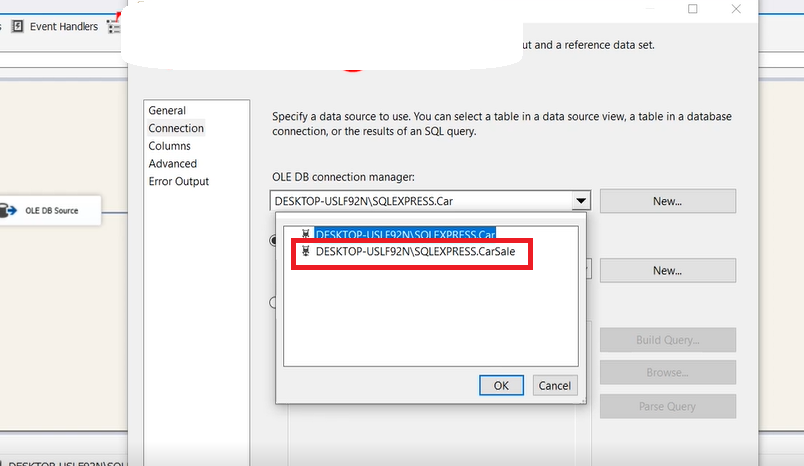 Event Handlers
ut and a reference data set.
General
Connection
Columns
Advanced
Error Output
Specify a data source to use. You can select a table in a data source view, a table in a database
connection, or the results of an SQL query.
OLE DB connection manager:
DESKTOP-USLF92N\SQLEXPRESS.Car
New...
DESKTOP-USLF92N\SQLEXPRESS.Car
DESKTOP-USLF92N\SQLEXPRESS.CarSale
New...
OLE DB Source
Build Query...
Browse...
Parse Query
OK
Cancel
DESKTOP-USLF92N\SQL